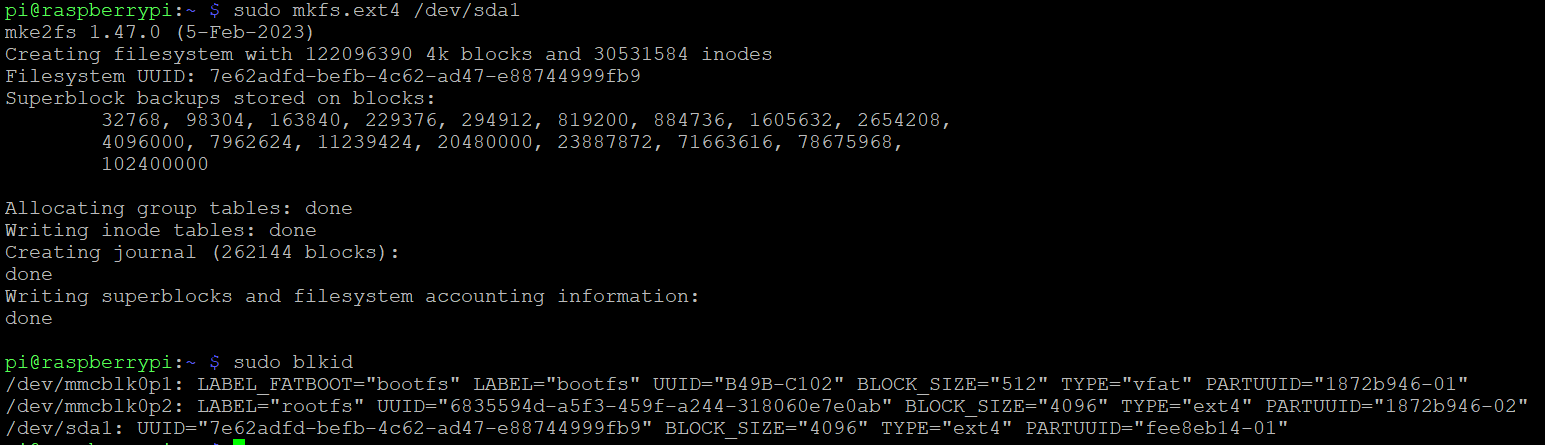 pi@raspberrypi:~ $ sudo mkfs.ext4 /dev/sda1
mke2fs 1.47.0 (5-Feb-2023)
Creating filesystem with 122096390 4k blocks and 30531584 inodes
Filesystem UUID: 7e62adfd-befb-4c62-ad47-e88744999fb9
Superblock backups stored on blocks:
        32768, 98304, 163840, 229376, 294912, 819200, 884736, 1605632, 2654208,
        4096000, 7962624, 11239424, 20480000, 23887872, 71663616, 78675968,
        102400000

Allocating group tables: done
Writing inode tables: done
Creating journal (262144 blocks):
done
Writing superblocks and filesystem accounting information:
done

pi@raspberrypi:~ $ sudo blkid
/dev/mmcblk0p1: LABEL_FATBOOT="bootfs" LABEL="bootfs" UUID="B49B-C102" BLOCK_SIZE="512" TYPE="vfat" PARTUUID="1872b946-01"
/dev/mmcblk0p2: LABEL="rootfs" UUID="6835594d-a5f3-459f-a244-318060e7e0ab" BLOCK_SIZE="4096" TYPE="ext4" PARTUUID="1872b946-02"
/dev/sda1: UUID="7e62adfd-befb-4c62-ad47-e88744999fb9" BLOCK_SIZE="4096" TYPE="ext4" PARTUUID="fee8eb14-01"
pi@raspberrypi:~ $